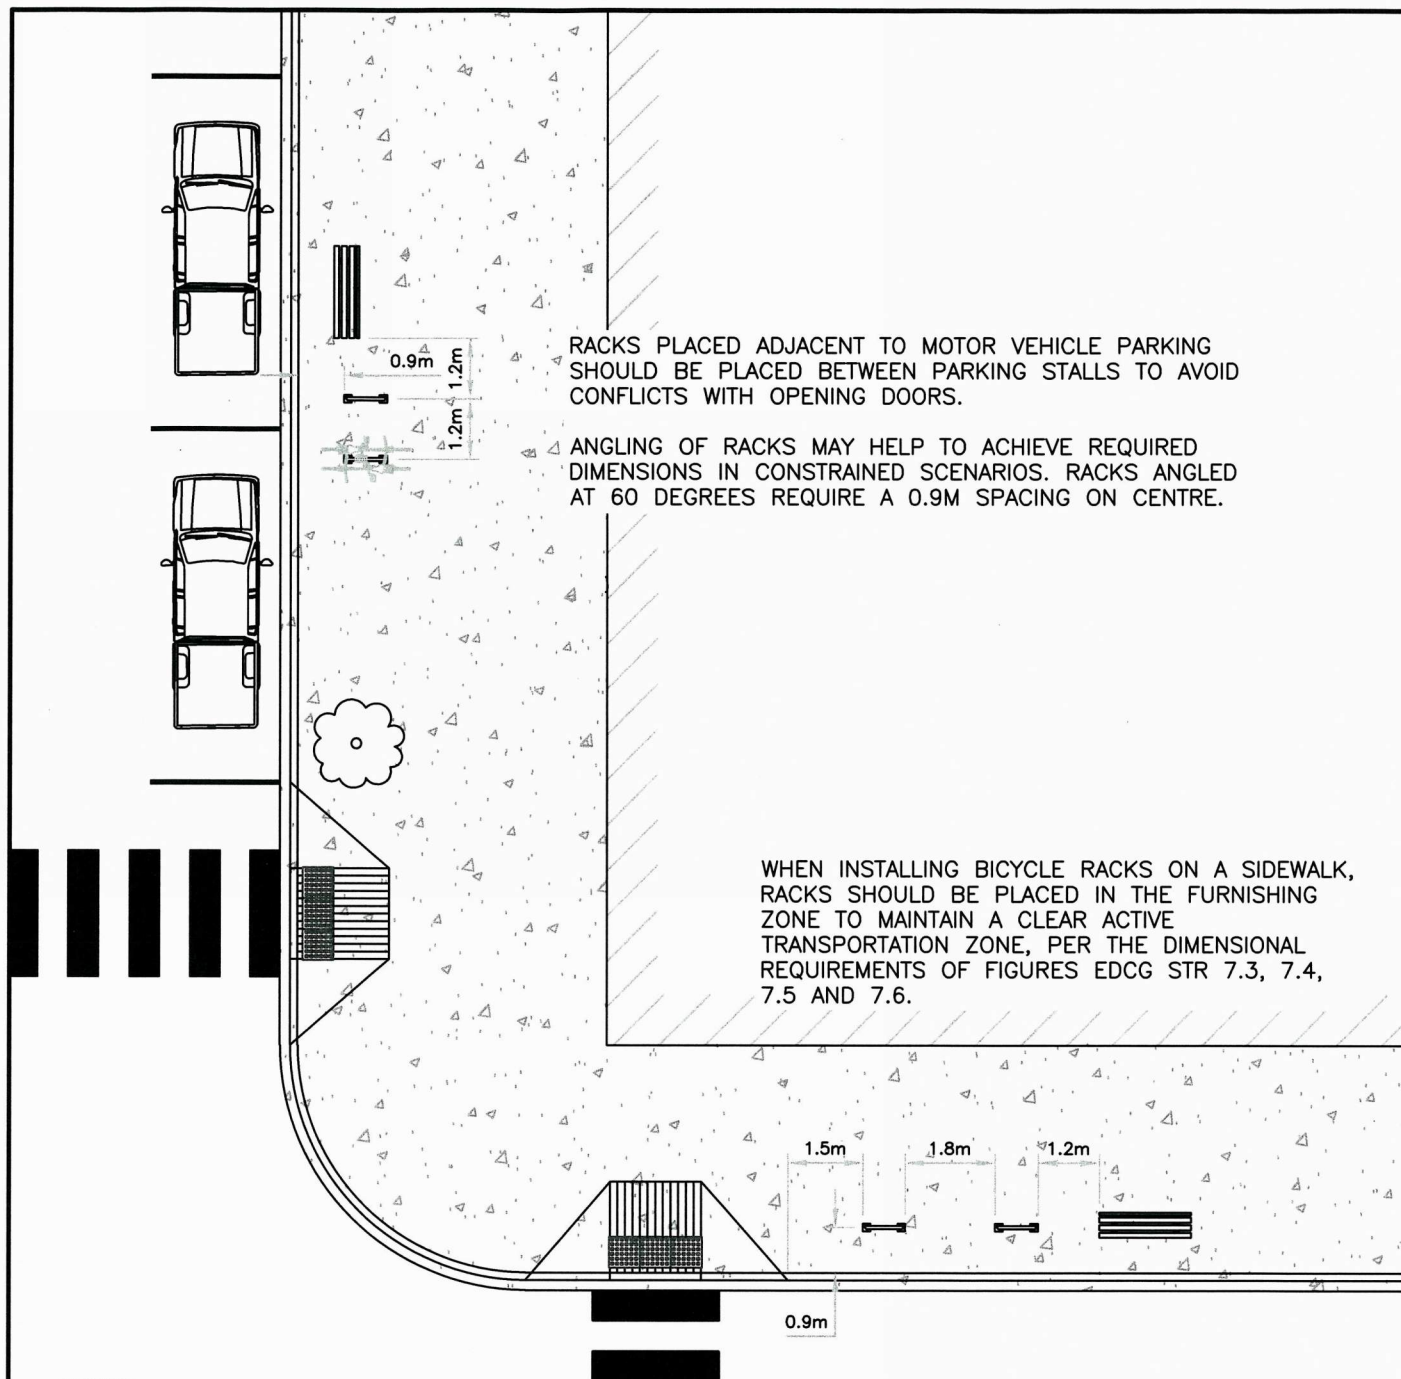 RACKS PLACED ADJACENT TO MOTOR VEHICLE PARKING
SHOULD BE PLACED BETWEEN PARKING STALLS TO AVOID
CONFLICTS WITH OPENING DOORS.
0.9m
1.2m
1.2m
ANGLING OF RACKS MAY HELP TO ACHIEVE REQUIRED
DIMENSIONS IN CONSTRAINED SCENARIOS. RACKS ANGLED
AT 60 DEGREES REQUIRE A 0.9M SPACING ON CENTRE.
WHEN INSTALLING BICYCLE RACKS ON A SIDEWALK,
RACKS SHOULD BE PLACED IN THE FURNISHING
ZONE TO MAINTAIN A CLEAR ACTIVE
TRANSPORTATION ZONE, PER THE DIMENSIONAL
REQUIREMENTS OF FIGURES EDCG STR 7.3, 7.4,
7.5 AND 7.6.
1.5m
1.8m
1.2m
0.9m